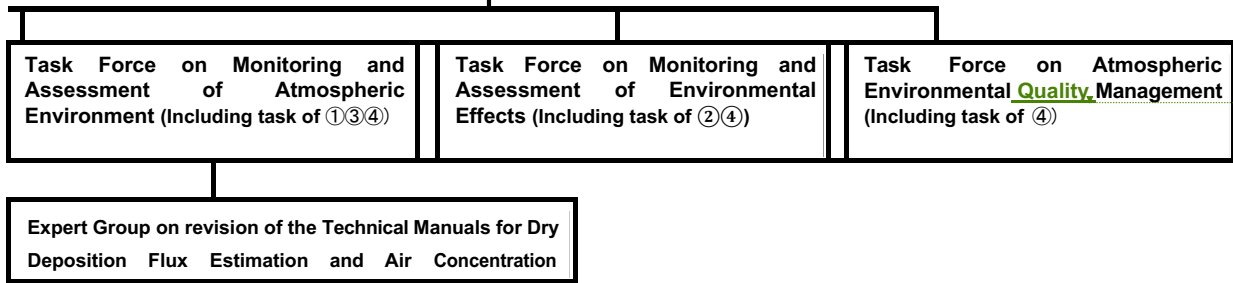 Task Force on Monitoring and
Assessment of Atmospheric
Environment (Including task of ①③④)
Task Force on Monitoring and
Assessment of Environmental
Effects (Including task of ②④)
Task Force on Atmospheric
Environmental Quality Management
(Including task of ④)
Expert Group on revision of the Technical Manuals for Dry
Deposition Flux Estimation and Air Concentration